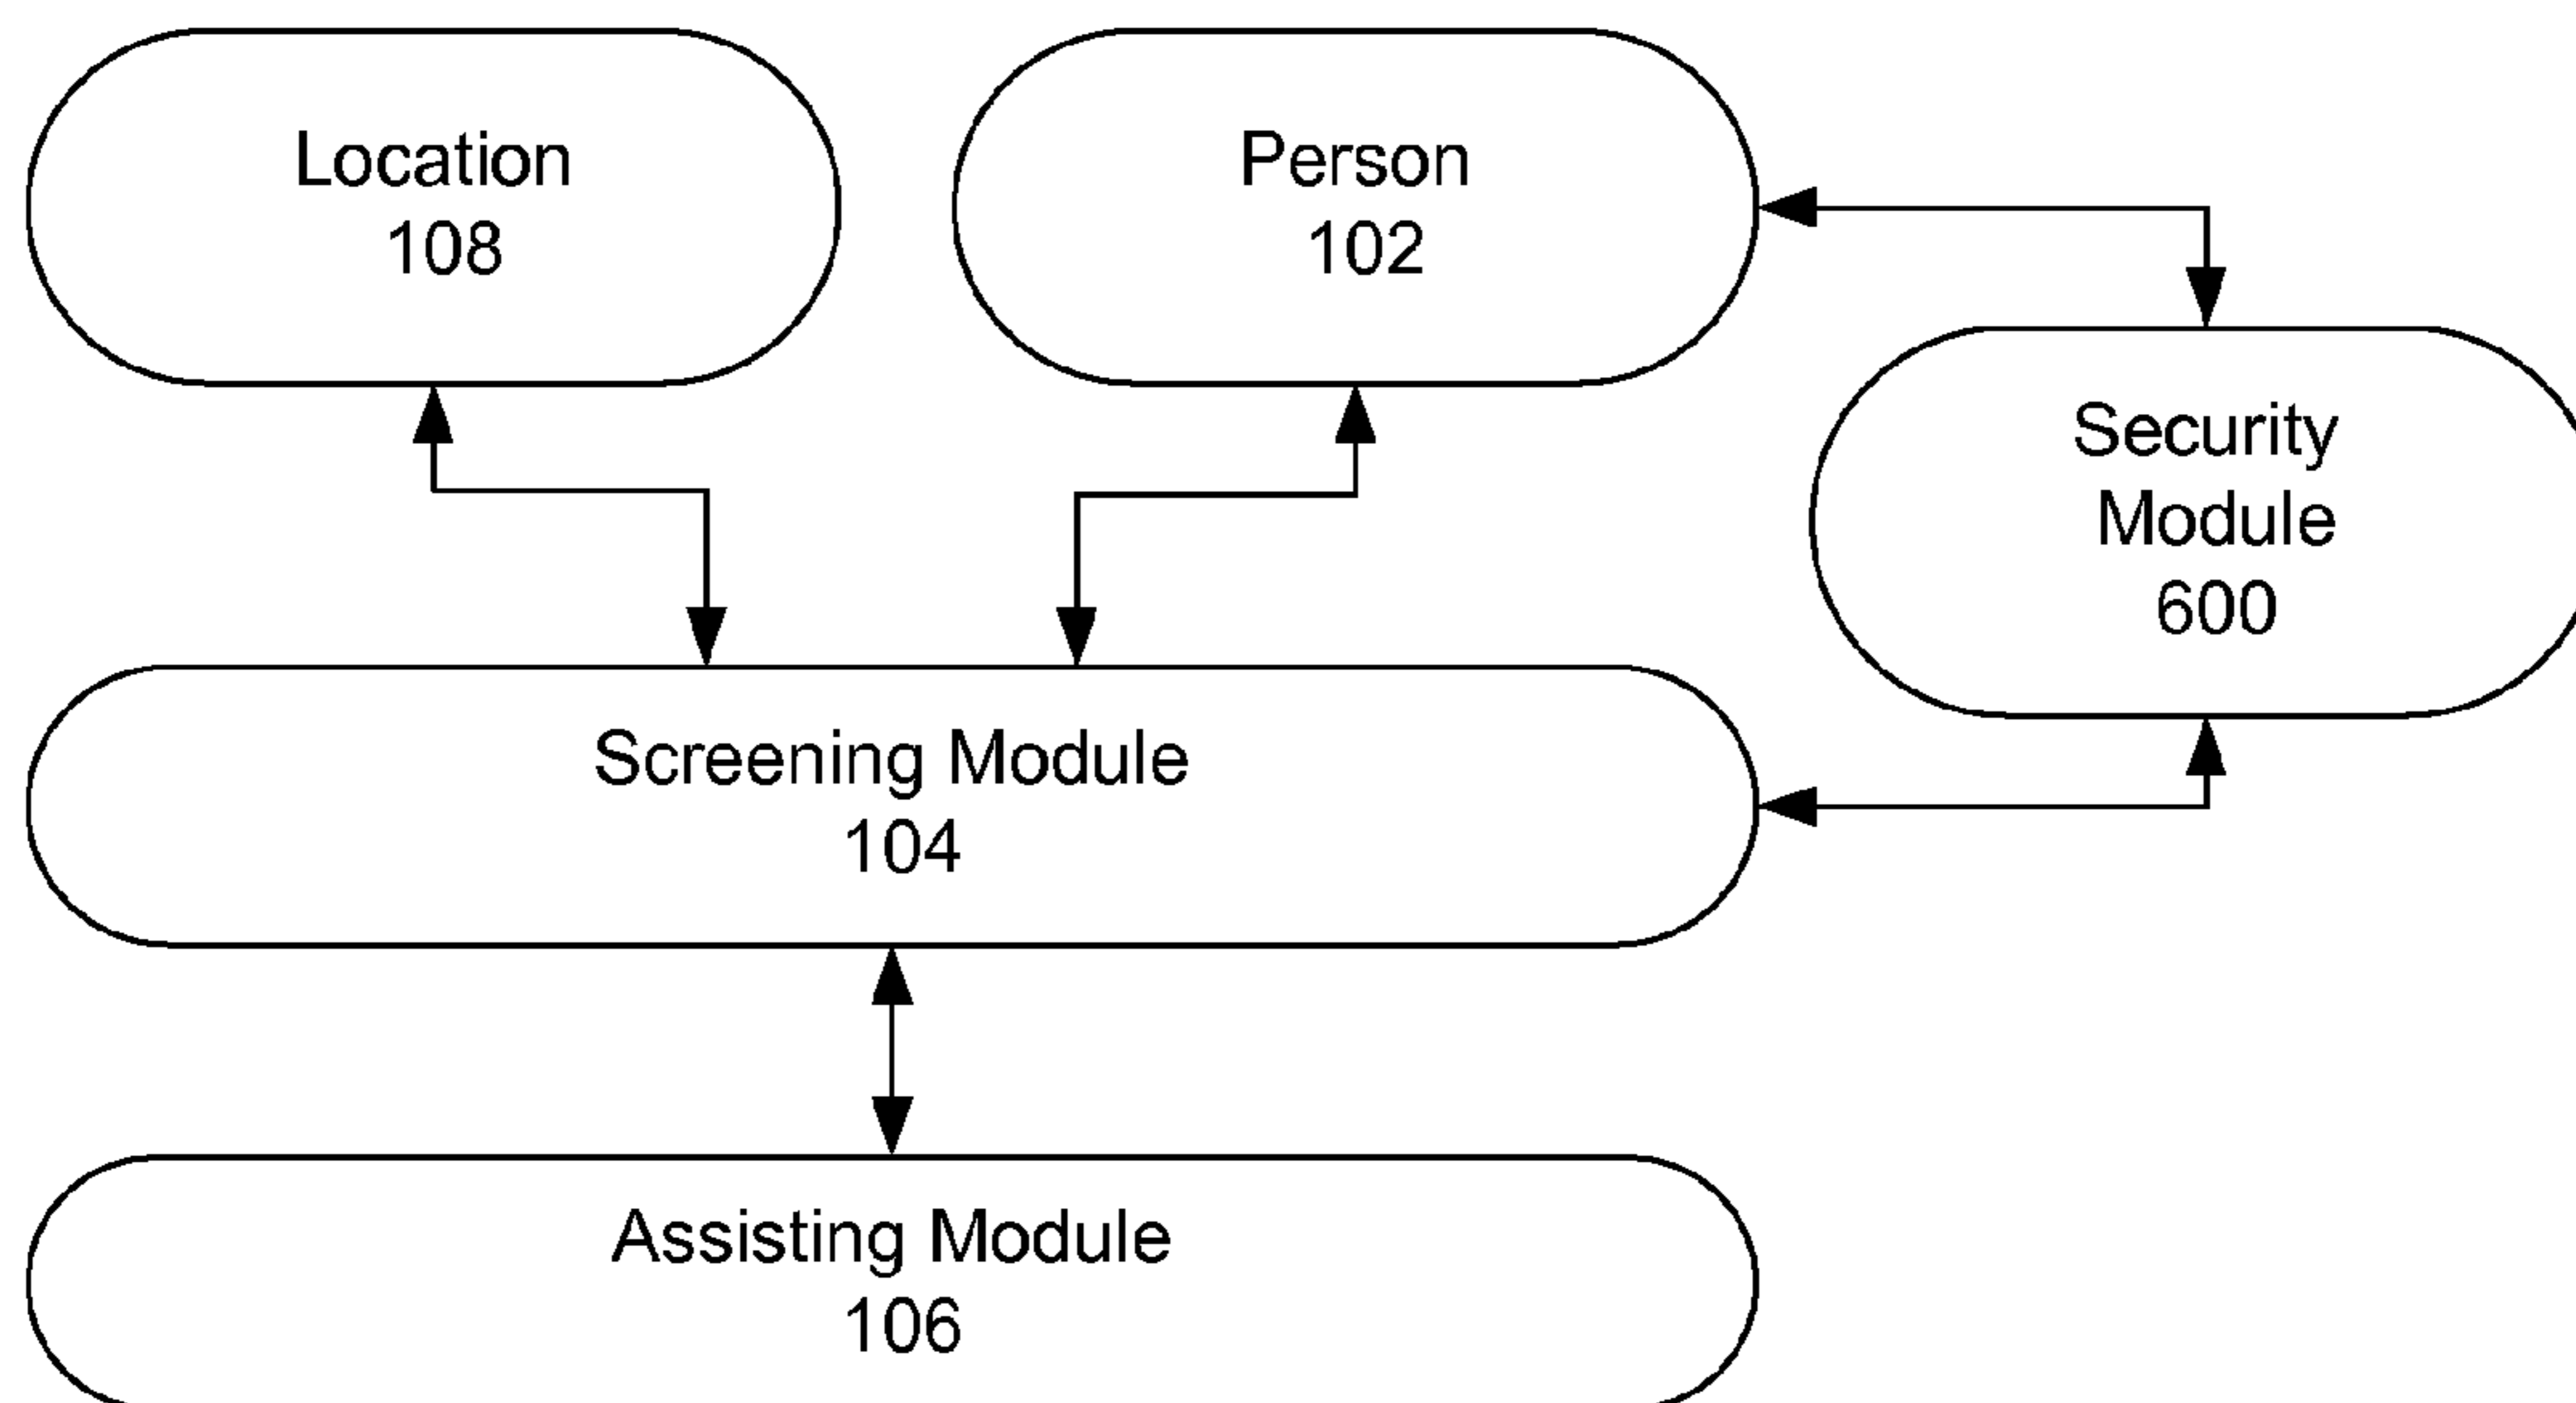 Location
108
Person
102
Security
Module
600
Screening Module
104
Assisting Module
106